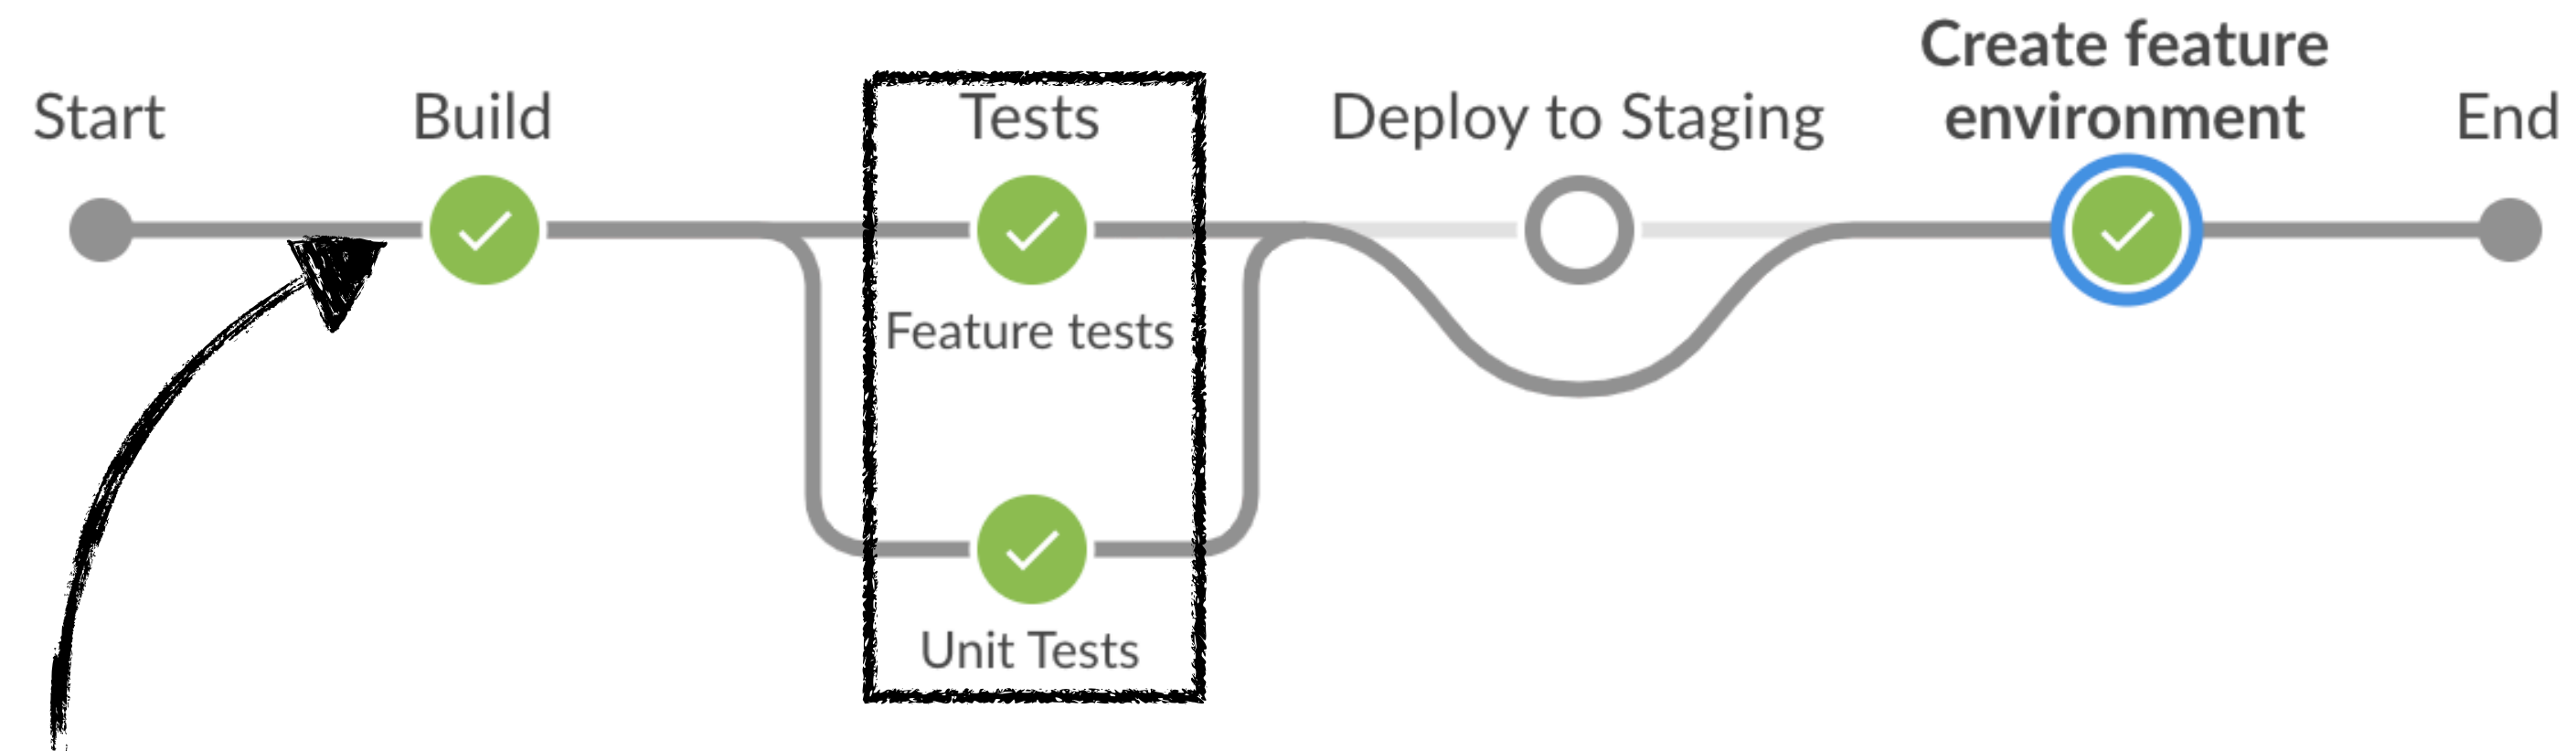 Start
Build
Tests
Feature tests
Unit Tests
Deploy to Staging
Create feature
environment
End